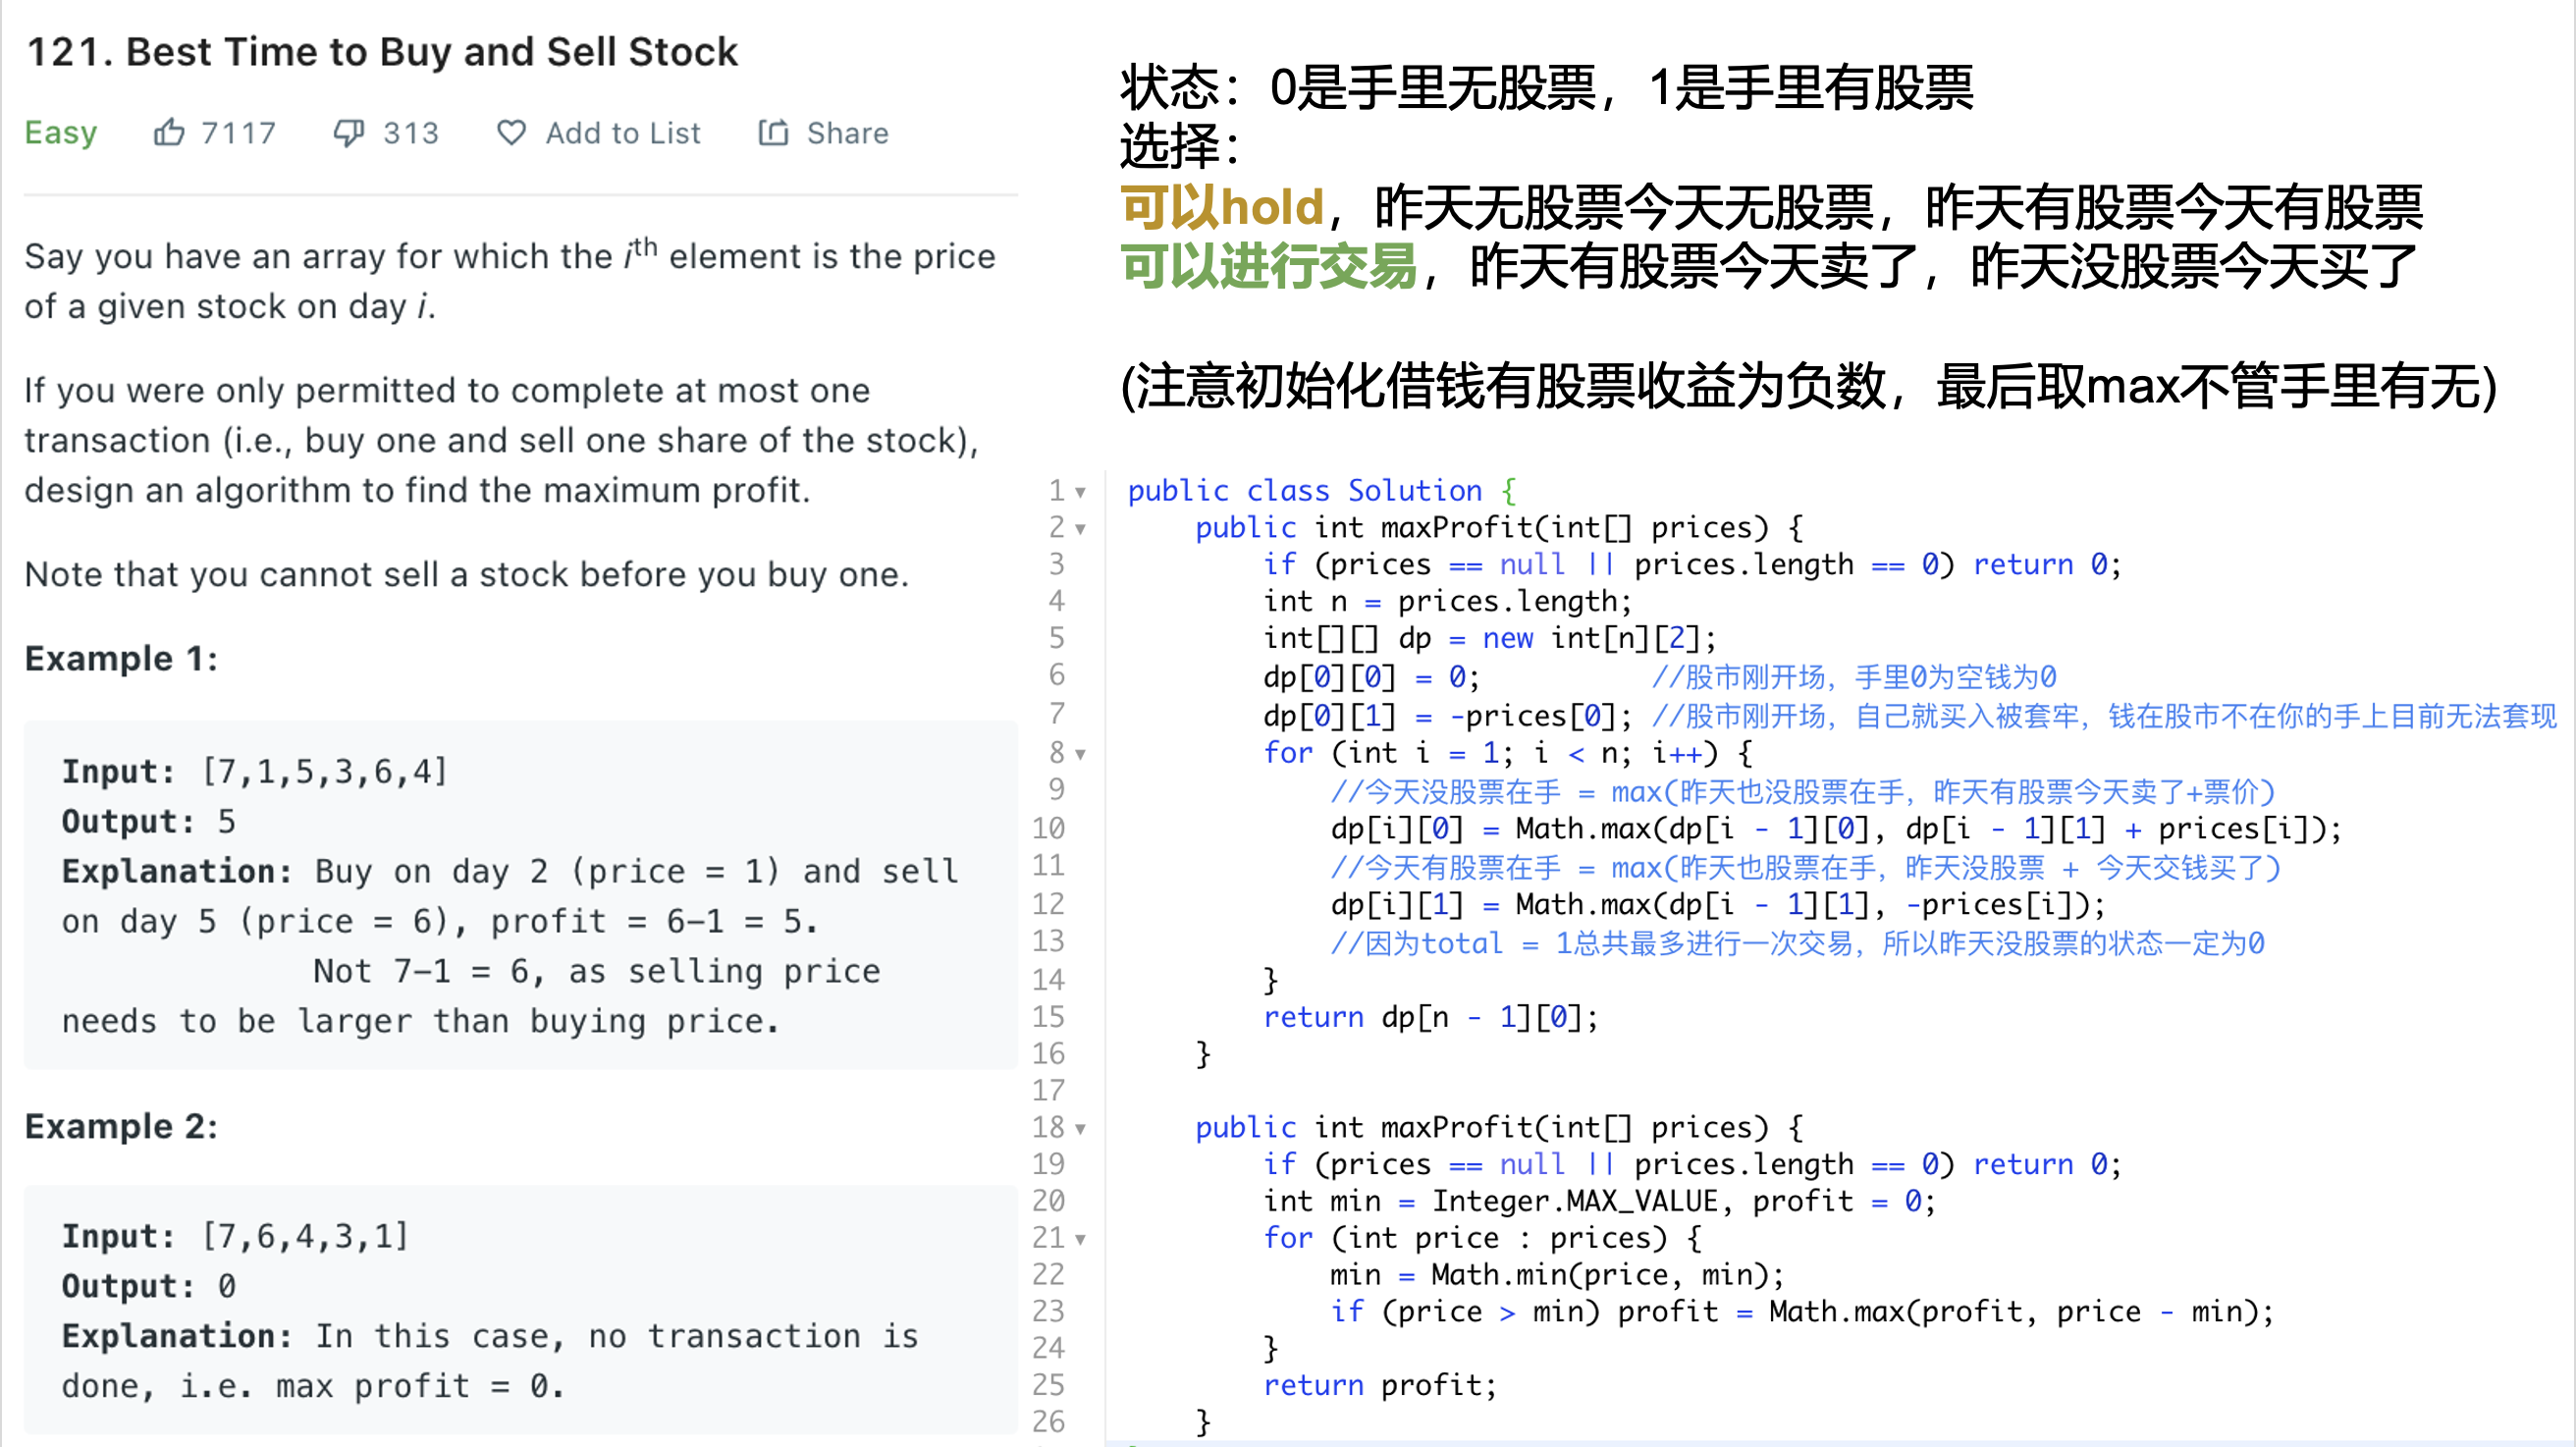 121. Best Time to Buy and Sell Stock
Easy 7117 313 Add to List Share
Say you have an array for which the ith element is the price
of a given stock on day i.
If you were only permitted to complete at most one
transaction (i.e., buy one and sell one share of the stock),
design an algorithm to find the maximum profit.
Note that you cannot sell a stock before you buy one.
Example 1:
Input: [7,1,5,3,6,4]
Output: 5
Explanation: Buy on day 2 (price = 1) and sell
on day 5 (price = 6), profit = 6-1 = 5.
Not 7-1 = 6, as selling price
needs to be larger than buying price.
Example 2:
Input: [7,6,4,3,1]
Output: 0
Explanation: In this case, no transaction is
done, i.e. max profit = 0.
状态：0是手里无股票，1是手里有股票
选择：
可以hold，昨天无股票今天无股票，昨天有股票今天有股票
可以进行交易，昨天有股票今天卖了，昨天没股票今天买了
(注意初始化借钱有股票收益为负数，最后取max不管手里有无)
1 public class Solution {
2 public int maxProfit(int[] prices) {
3 if (prices == null || prices.length == 0) return 0;
4 int n = prices.length;
5 int[][] dp = new int[n][2];
6 dp[0][0] = 0; //股市刚开场，手里0为空钱为0
7 dp[0][1] = -prices[0]; //股市刚开场，自己就买入被套牢，钱在股市不在你的手上目前无法套现
8 for (int i = 1; i < n; i++) {
9 //今天没股票在手 = max(昨天也没股票在手，昨天有股票今天卖了+票价)
10 dp[i][0] = Math.max(dp[i - 1][0], dp[i - 1][1] + prices[i]);
11 //今天有股票在手 = max(昨天也股票在手，昨天没股票 + 今天交钱买了)
12 dp[i][1] = Math.max(dp[i - 1][1], -prices[i]);
13 //因为total = 1总共最多进行一次交易，所以昨天没股票的状态一定为0
14 }
15 return dp[n - 1][0];
16 }
17
18 public int maxProfit(int[] prices) {
19 if (prices == null || prices.length == 0) return 0;
20 int min = Integer.MAX_VALUE, profit = 0;
21 for (int price : prices) {
22 min = Math.min(price, min);
23 if (price > min) profit = Math.max(profit, price - min);
24 }
25 return profit;
26 }